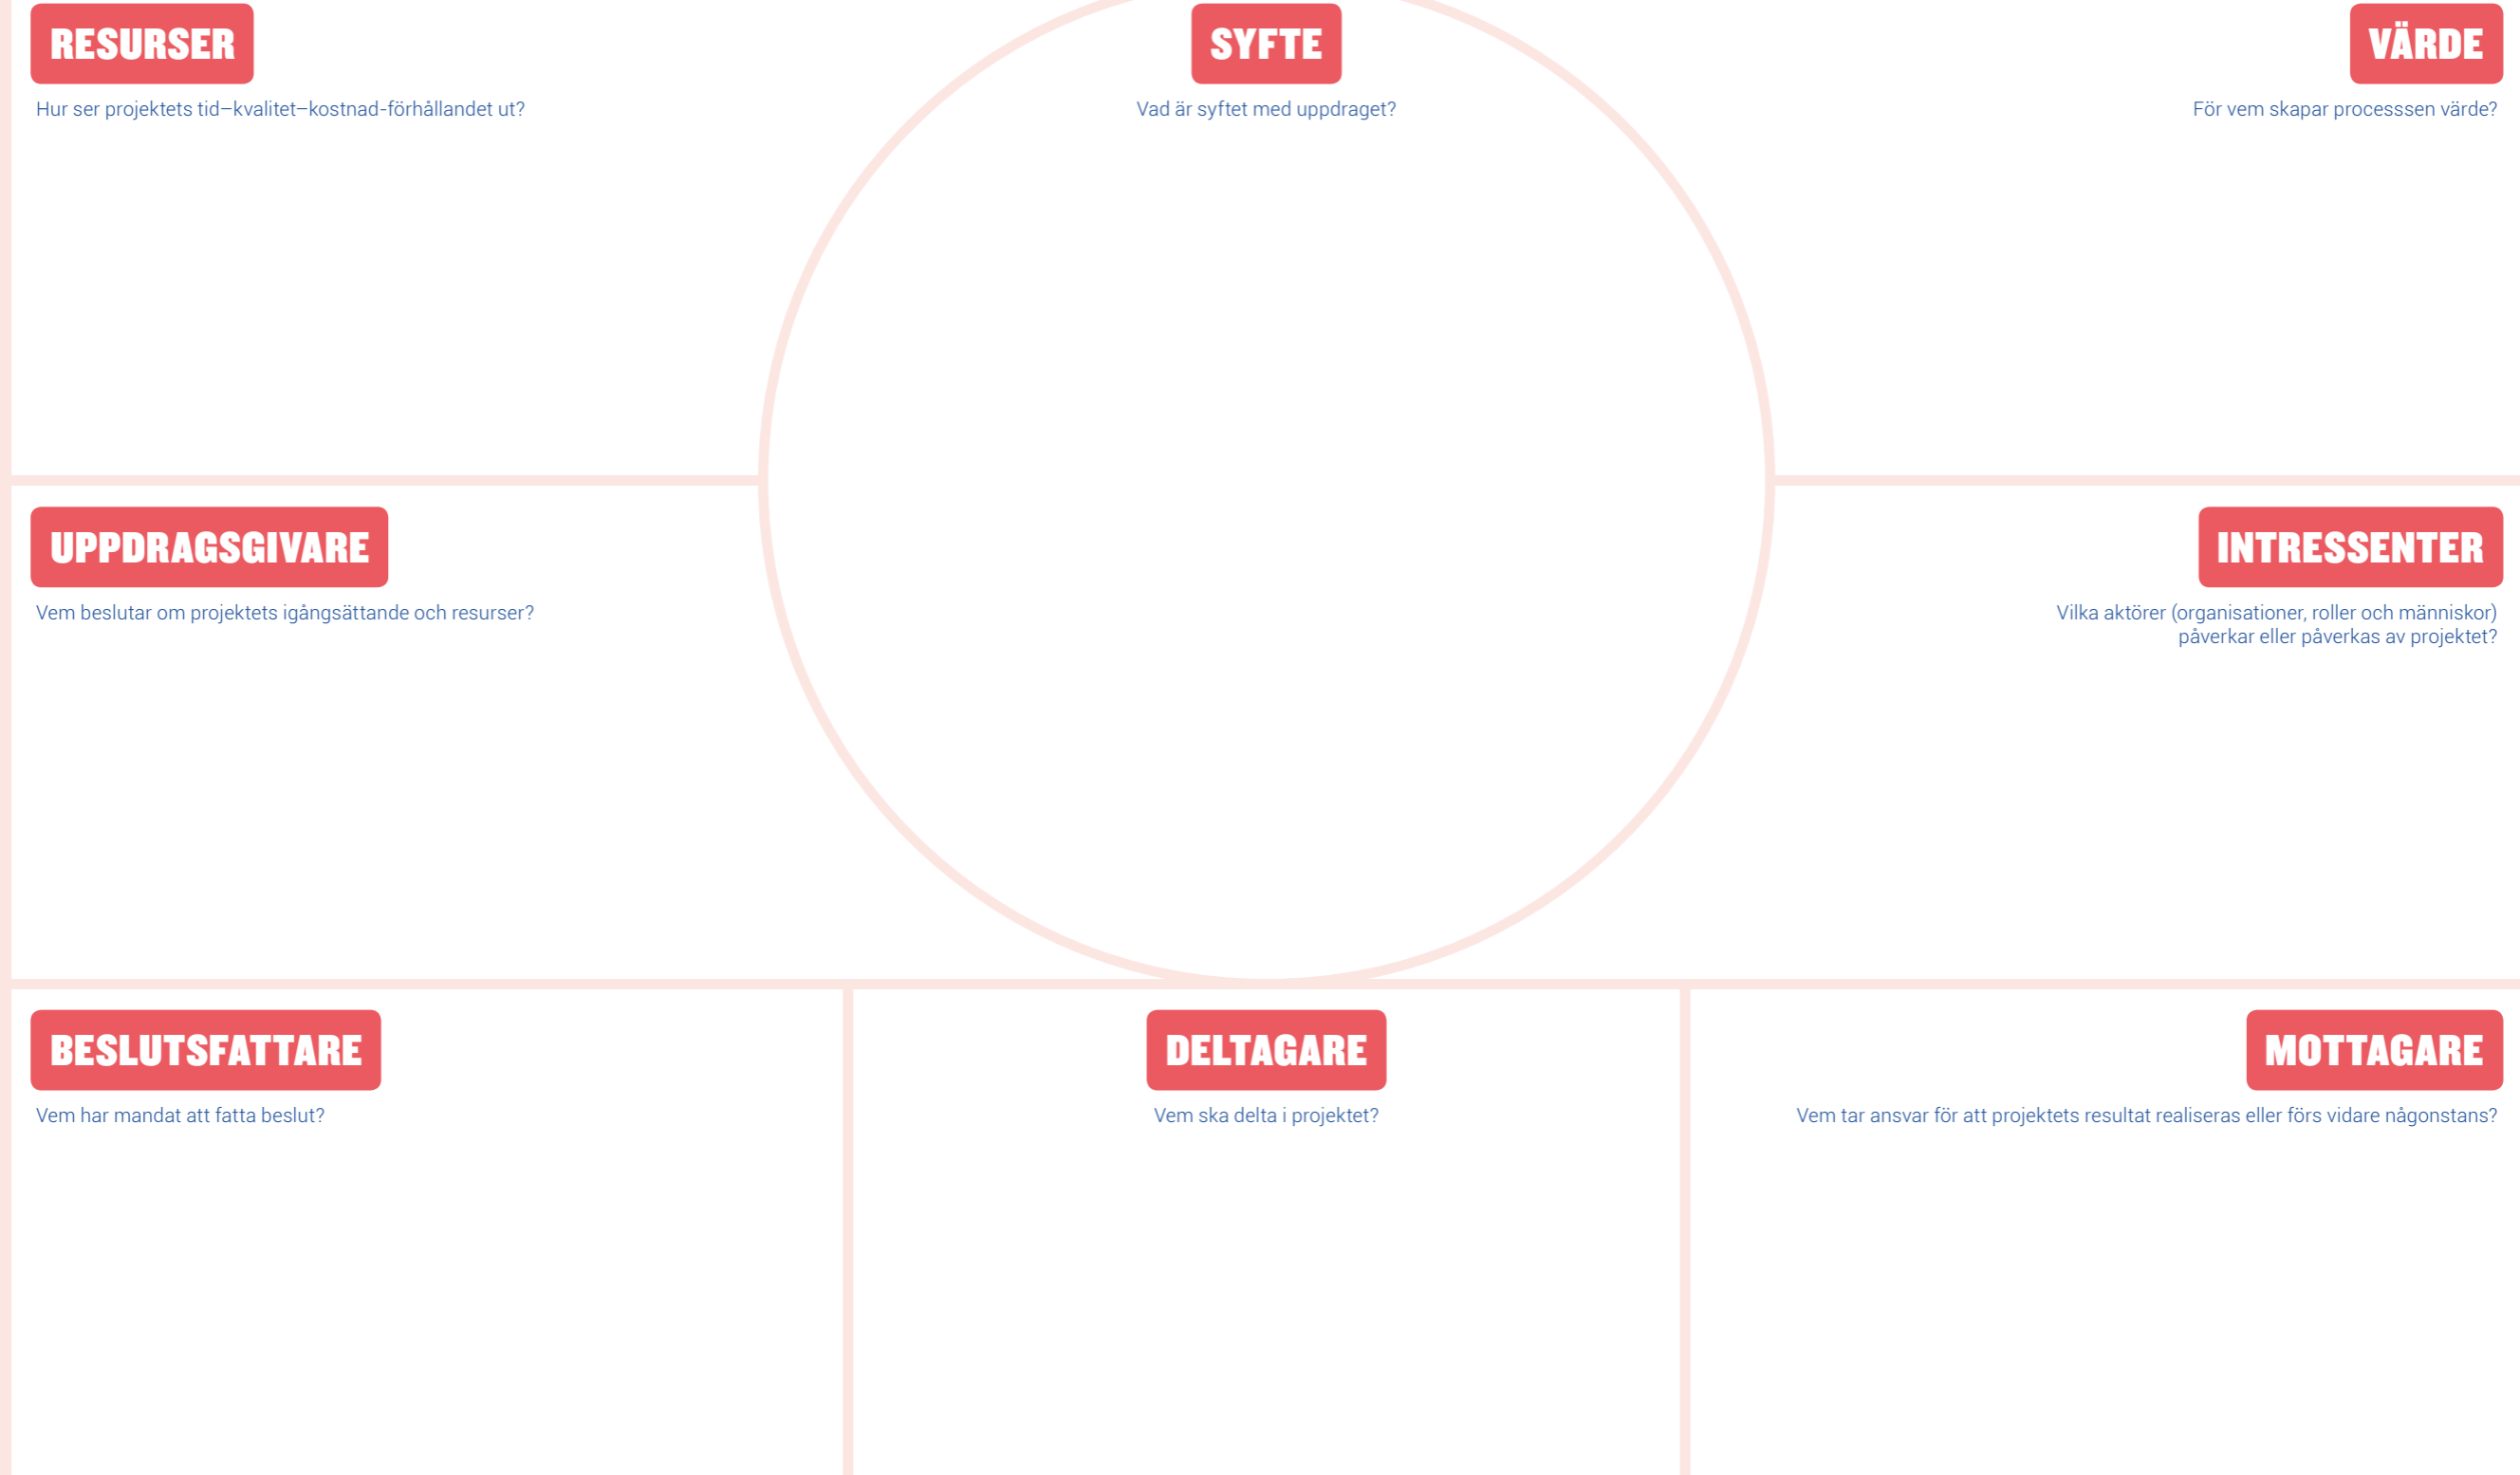 RESURSER
Hur ser projektets tid–kvalitet–kostnad-förhållandet ut?
SYFTE
Vad är syftet med uppdraget?
VÄRDE
För vem skapar processsen värde?
UPPDRAGSGIVARE
Vem beslutar om projektets igångsättande och resurser?
INTRESSENTER
Vilka aktörer (organisationer, roller och människor)
påverkar eller påverkas av projektet?
BESLUTSFATTARE
Vem har mandat att fatta beslut?
DELTAGARE
Vem ska delta i projektet?
MOTTAGARE
Vem tar ansvar för att projektets resultat realiseras eller förs vidare någonstans?